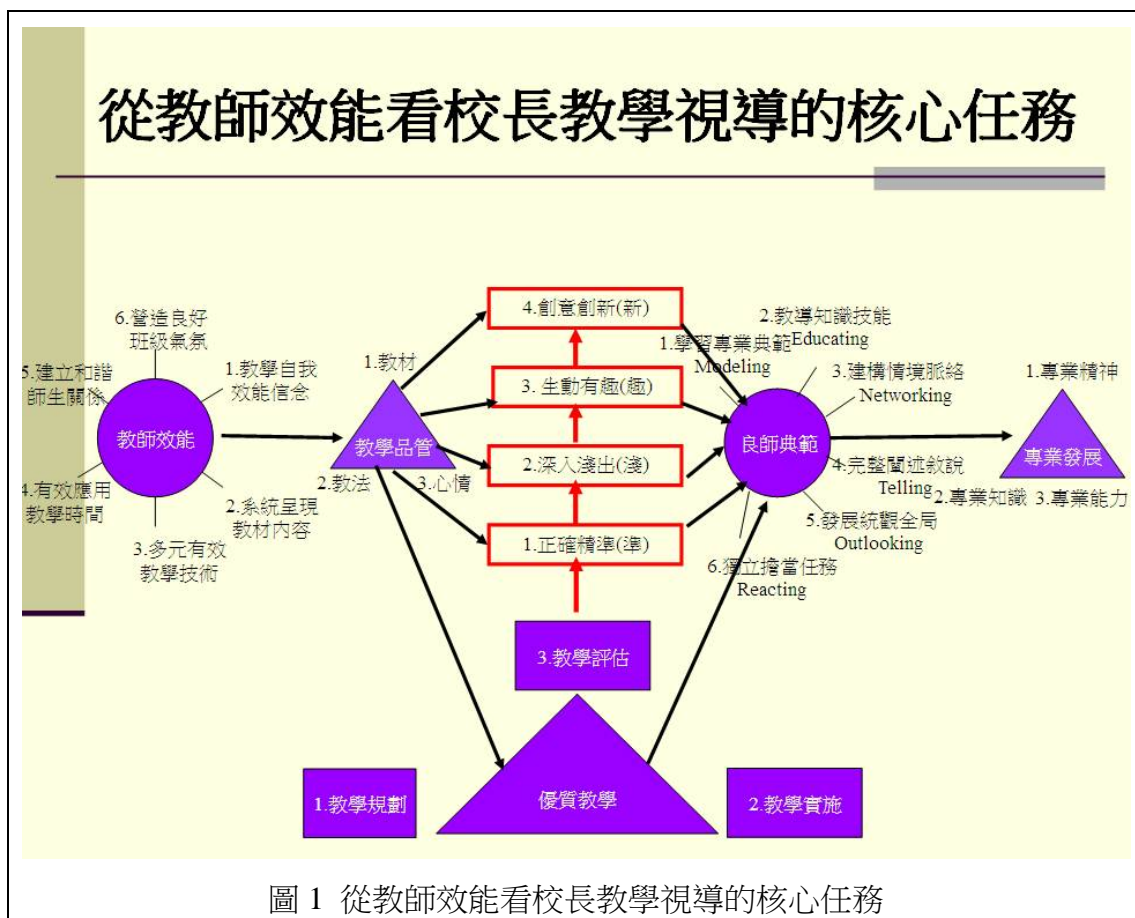 從教師效能看校長教學視導的核心任務
6.營造良好
班級氣氛
5.建立和諧
師生關係
1.教學自我
效能信念
教師效能
4.有效應用
教學時間
2.系統呈現
教材內容
3.多元有效
教學技術
1.教材
教學品管
2.教法
3.心情
4.創意創新(新)
3. 生動有趣(趣)
2.深入淺出(淺)
1.正確精準(準)
2.教導知識技能
Educating
1.學習專業典範
Modeling
3.建構情境脈絡
Networking
良師典範
4.完整闡述敘說
Telling
5.發展統觀全局
Outlooking
6.獨立擔當任務
Reacting
1.專業精神
專業發展
2.專業知識
3.專業能力
3.教學評估
1.教學規劃
優質教學
2.教學實施
圖 1 從教師效能看校長教學視導的核心任務